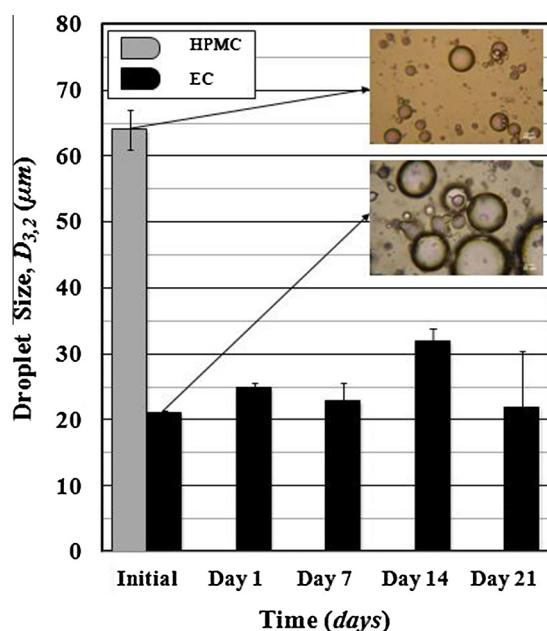 Droplet Size, D3,2 (μm)
80
70
60
50
40
30
20
10
0
HPMC
EC
Initial Day 1 Day 7 Day 14 Day 21
Time (days)